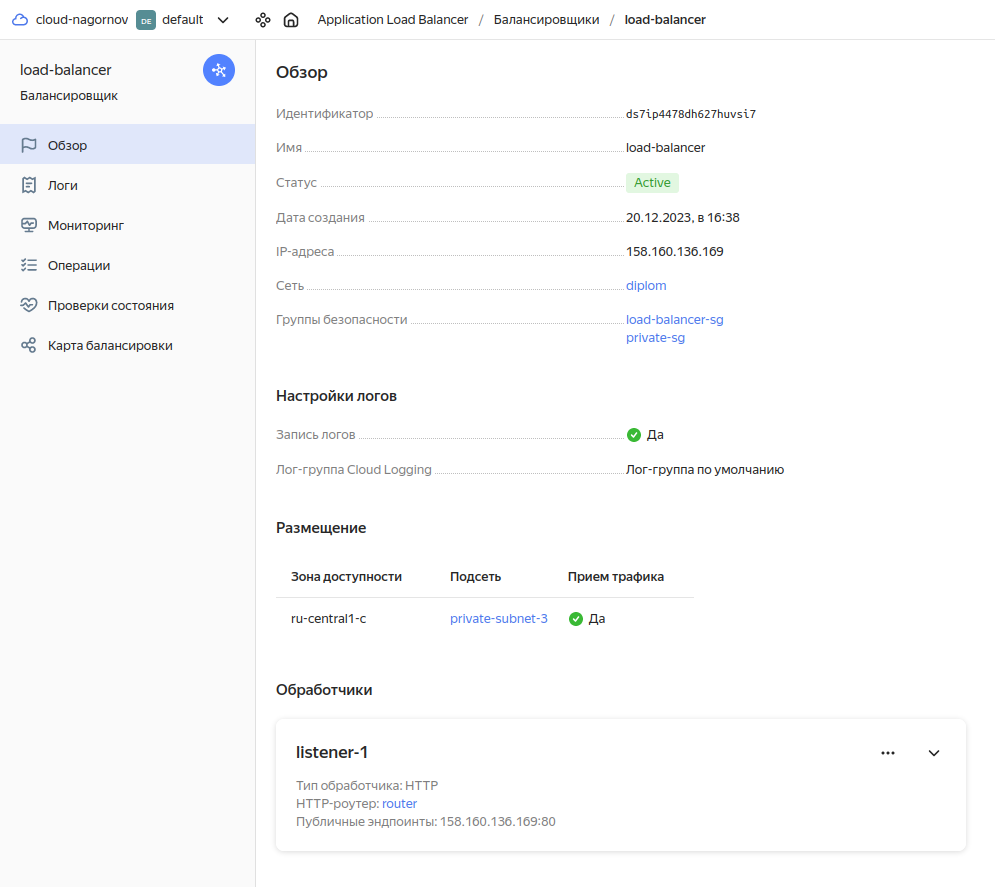 cloud-nagornov DE default Application Load Balancer / Балансировщики / load-balancer
load-balancer
Балансировщик
Обзор
Логи
Мониторинг
Операции
Проверки состояния
Карта балансировки
Обзор
Идентификатор ds7ip4478dh627huvsi7
Имя load-balancer
Статус Active
Дата создания 20.12.2023, в 16:38
IP-адреса 158.160.136.169
Сеть diplom
Группы безопасности load-balancer-sg
private-sg
Настройки логов
Запись логов Да
Лог-группа Cloud Logging Лог-группа по умолчанию
Размещение
Зона доступности Подсеть Прием трафика
ru-central1-c private-subnet-3 Да
Обработчики
listener-1
Тип обработчика: HTTP
HTTP-роутер: router
Публичные эндпоинты: 158.160.136.169:80